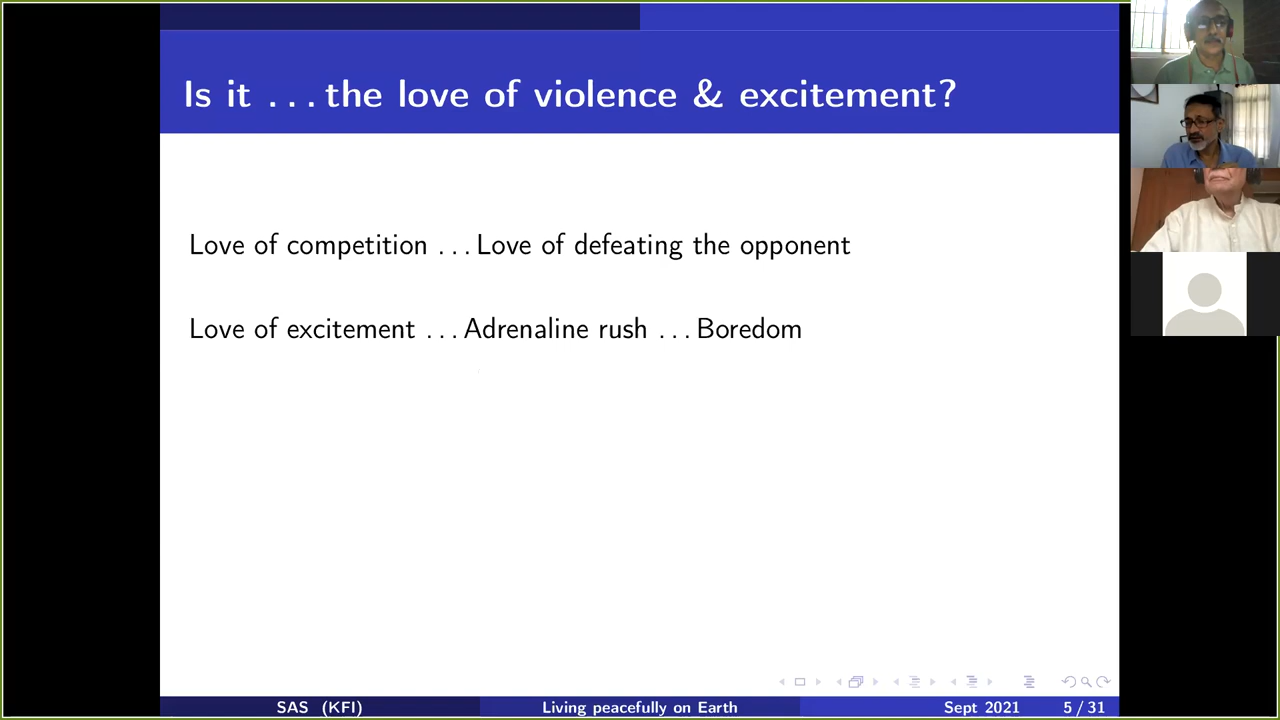 Is it ... the love of violence & excitement?
Love of competition ... Love of defeating the opponent
Love of excitement ... Adrenaline rush ... Boredom
SAS (KFI) Living peacefully on Earth Sept 2021 5 / 31